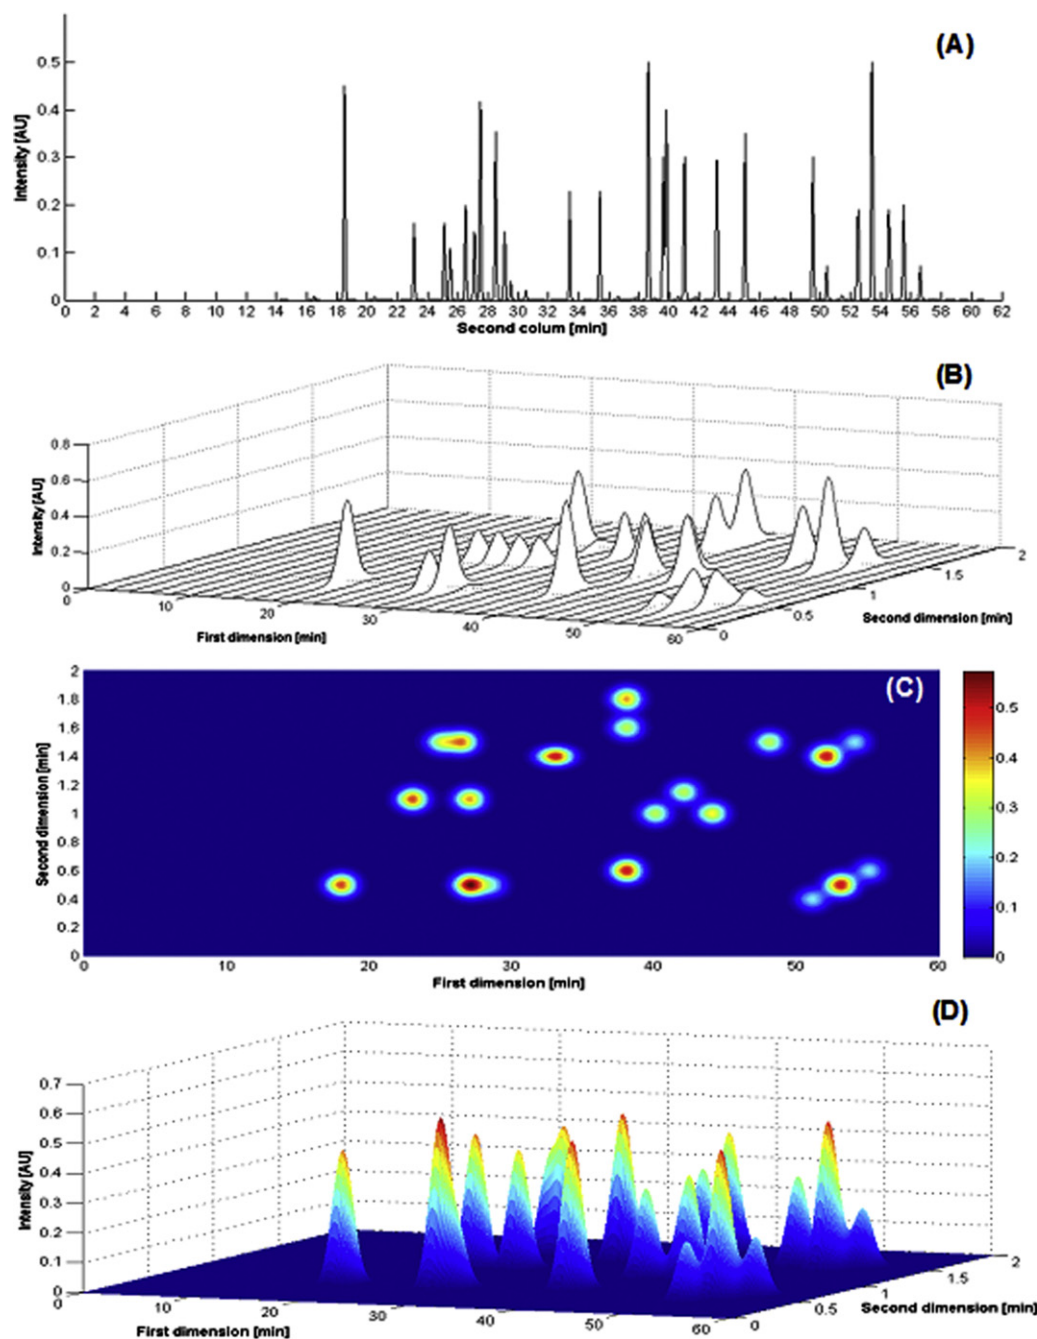 (A)
Intensity [AU]
0.5
0.4
0.3
0.2
0.1
0
0 2 4 6 8 10 12 14 16 18 20 22 24 26 28 30 32 34 36 38 40 42 44 46 48 50 52 54 56 58 60 62
Second colum [min]
(B)
Intensity [AU]
0.8
0.6
0.4
0.2
0
0 10 20 30 40 50 60
First dimension [min]
0 0.5 1 1.5 2
Second dimension [min]
(C)
Second dimension [min]
2
1.8
1.6
1.4
1.2
1
0.8
0.6
0.4
0.2
0
0 10 20 30 40 50 60
First dimension [min]
0.5
0.4
0.3
0.2
0.1
0
(D)
Intensity [AU]
0.7
0.6
0.5
0.4
0.3
0.2
0.1
0
0 10 20 30 40 50 60
First dimension [min]
0 0.5 1 1.5 2
Second dimension [min]